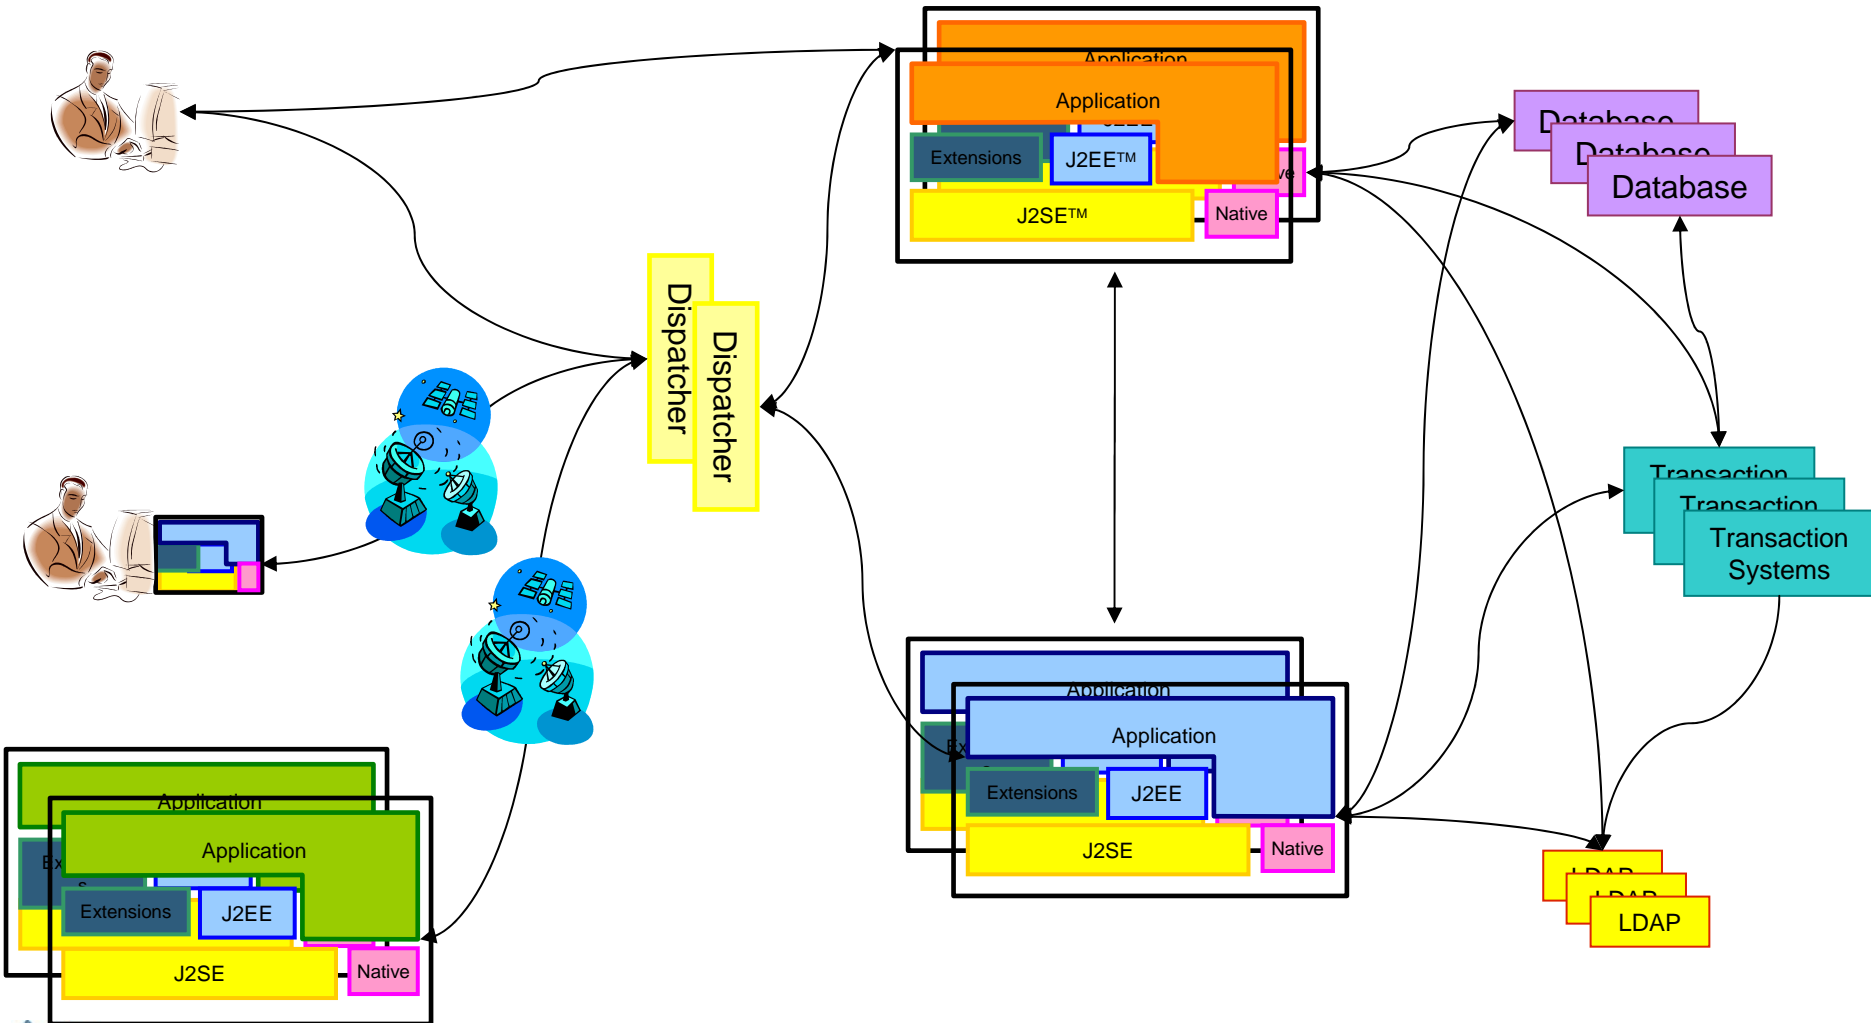 Application
Application
Extensions
J2EE™
J2SE™
Native
Database
Database
Database
Dispatcher
Dispatcher
Transaction
Transaction
Transaction
Systems
Application
Application
Extensions
J2EE
J2SE
Native
Application
Application
Extensions
J2EE
J2SE
Native
LDAP
LDAP
LDAP